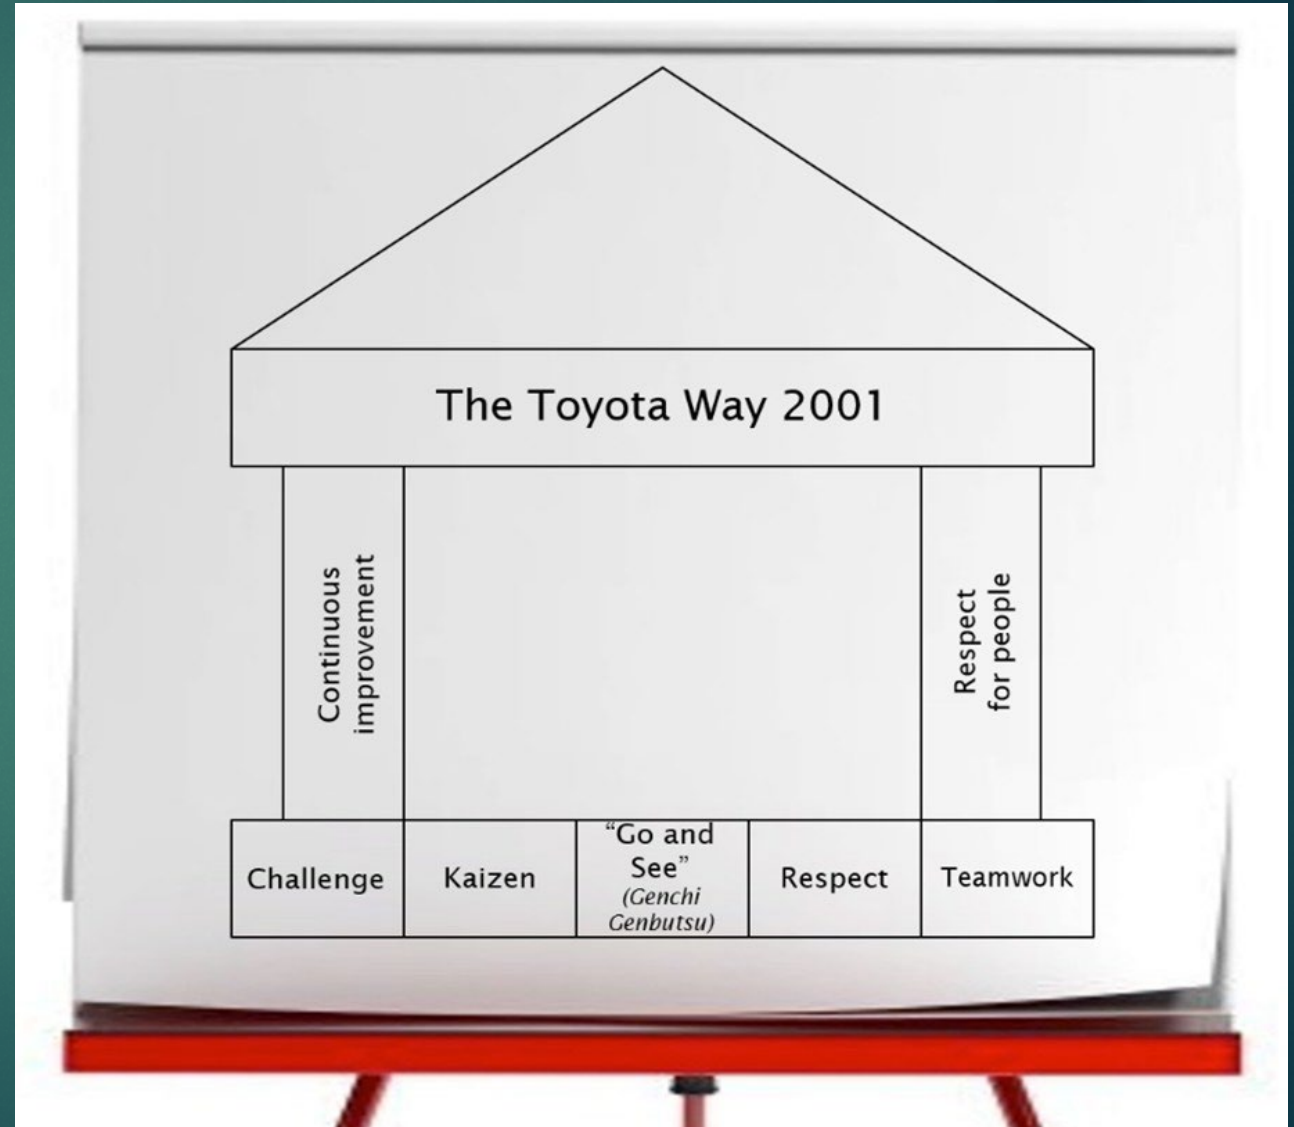 The Toyota Way 2001
Continuous
improvement
Respect
for people
Challenge
Kaizen
“Go and
See”
(Genchi
Genbutsu)
Respect
Teamwork